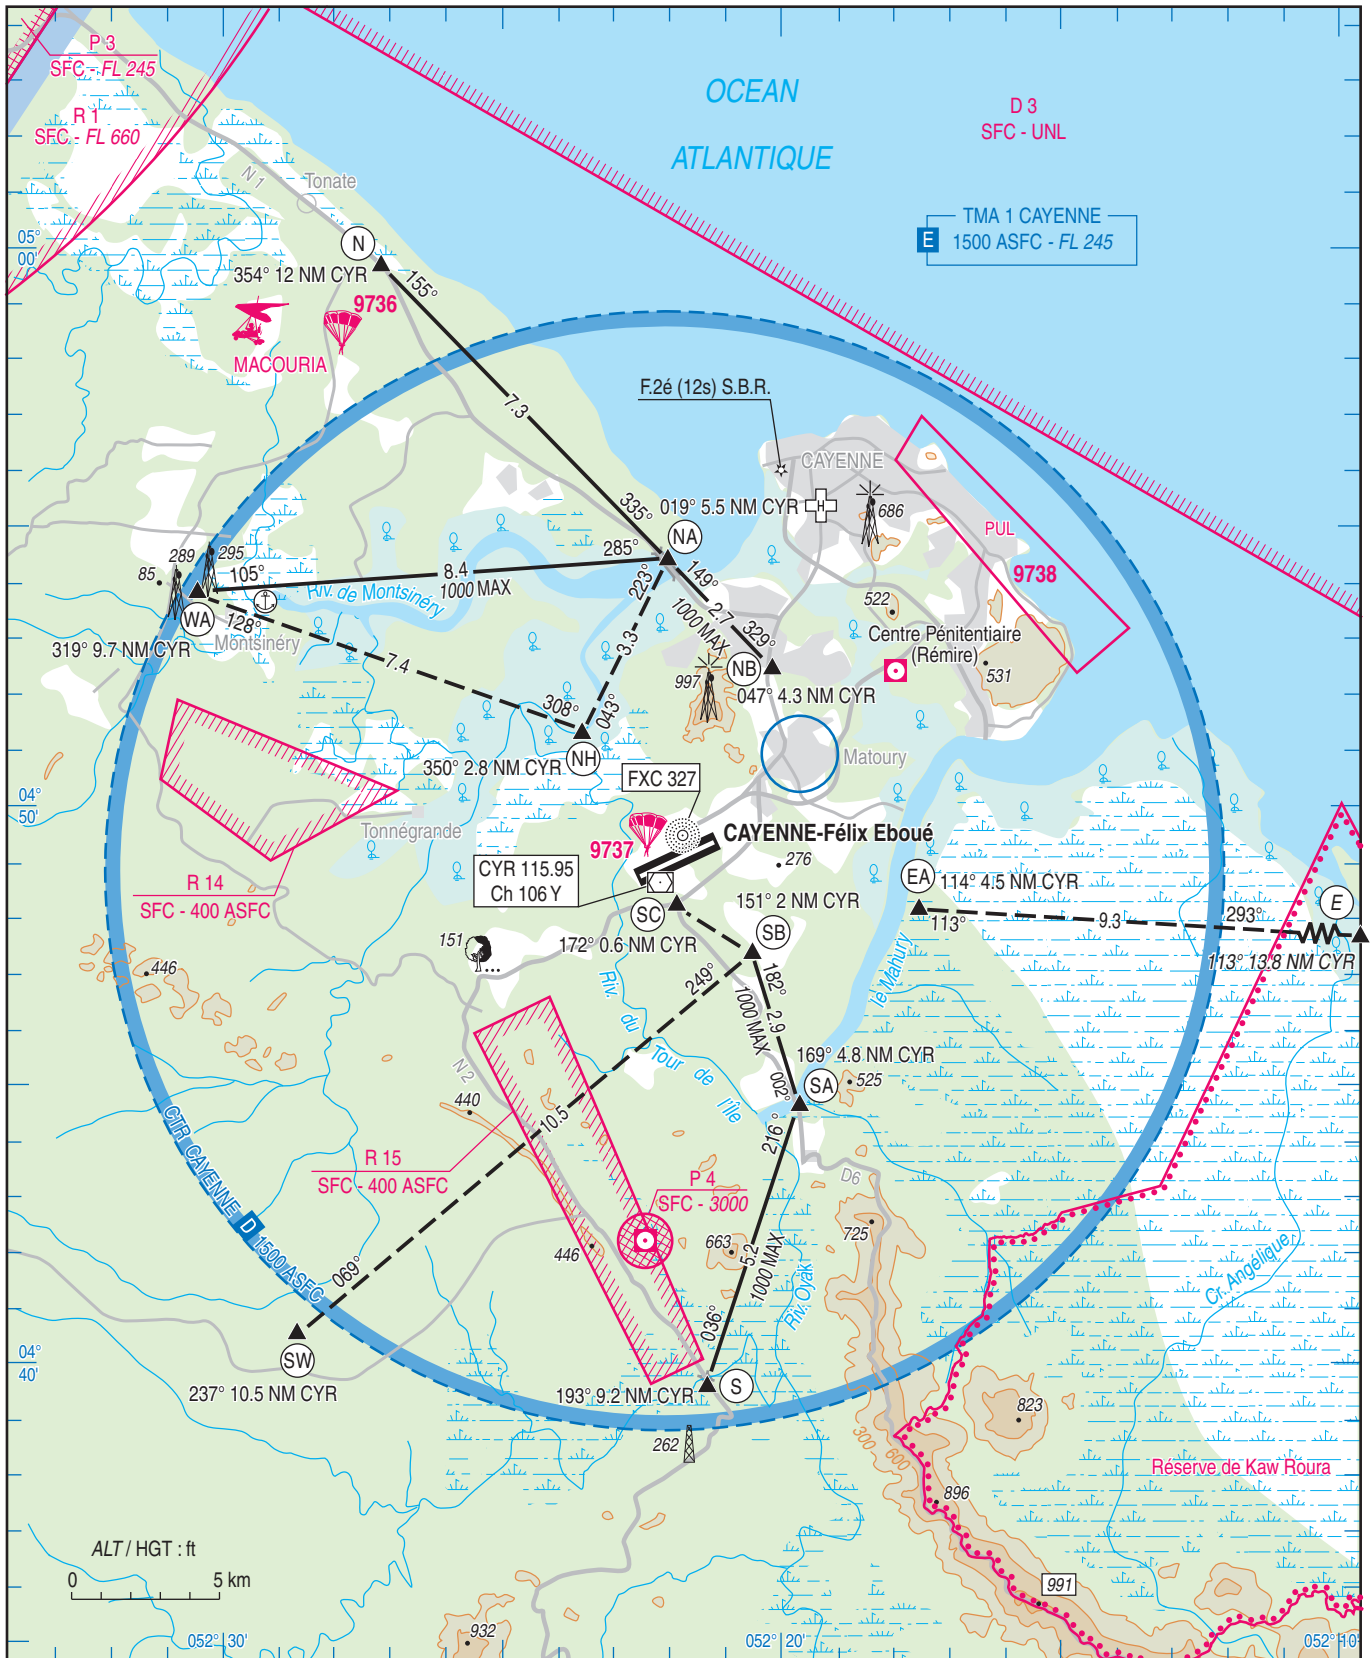 P 3
SFC - FL 245
R 1
SFC - FL 660
OCEAN
ATLANTIQUE
D 3
SFC - UNL
TMA 1 CAYENNE
E
1500 ASFC - FL 245
N 1
Tonate
05°
00'
N
354° 12 NM CYR
155°
9736
MACOURIA
7.3
F.2é (12s) S.B.R.
CAYENNE
H
686
PUL
9738
335°
019° 5.5 NM CYR
NA
285°
289
295
85
105°
8.4
1000 MAX
Riv. de Montsinéry
223°
149°
2.7
1000 MAX
329°
522
Centre Pénitentiaire
(Rémire)
531
WA
128°
Montsinéry
319° 9.7 NM CYR
7.4
3.3
NB
997
047° 4.3 NM CYR
308°
043°
NH
350° 2.8 NM CYR
Matoury
FXC 327
04°
50'
Tonnégrande
9737
CAYENNE-Félix Eboué
CYR 115.95
Ch 106 Y
276
EA
114° 4.5 NM CYR
R 14
SFC - 400 ASFC
151° 2 NM CYR
SC
SB
113°
9.3
293°
E
113° 13.8 NM CYR
151
172° 0.6 NM CYR
446
249°
182°
2.9
1000 MAX
le Mahury
Riv.
du
Tour
de
l'Île
169° 4.8 NM CYR
SA
525
002°
N 2
440
10.5
216 °
CTR CAYENNE D 1500 ASFC
R 15
SFC - 400 ASFC
P 4
SFC - 3000
D6
725
663
446
5.2
1000 MAX
Riv. Oyak
Cr. Angélique
069°
036°
SW
237° 10.5 NM CYR
04°
40'
193° 9.2 NM CYR
S
823
262
300
600
Réserve de Kaw Roura
896
ALT / HGT : ft
0
5 km
991
932
052° 30'
052° 20'
052° 10'